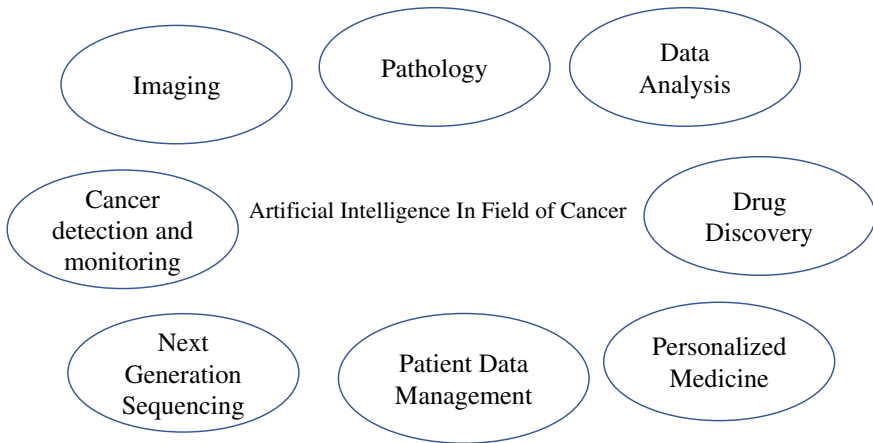 Imaging
Pathology
Data
Analysis
Cancer
detection and
monitoring
Artificial Intelligence In Field of Cancer
Drug
Discovery
Next
Generation
Sequencing
Patient Data
Management
Personalized
Medicine